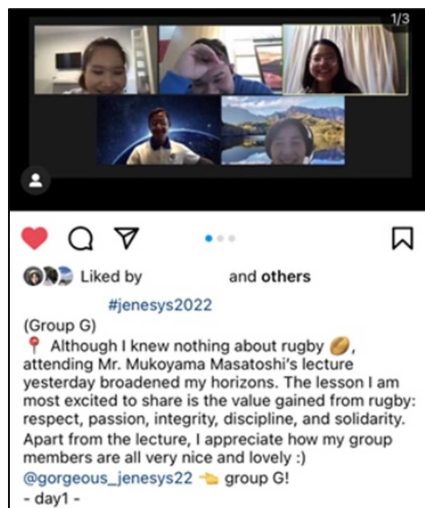 1/3
Liked by and others
#jenesys2022
(Group G)
📍 Although I knew nothing about rugby 🏉,
attending Mr. Mukoyama Masatoshi's lecture
yesterday broadened my horizons. The lesson I am
most excited to share is the value gained from rugby:
respect, passion, integrity, discipline, and solidarity.
Apart from the lecture, I appreciate how my group
members are all very nice and lovely :)
@gorgeous_jenesys22 👈 group G!
- day1 -